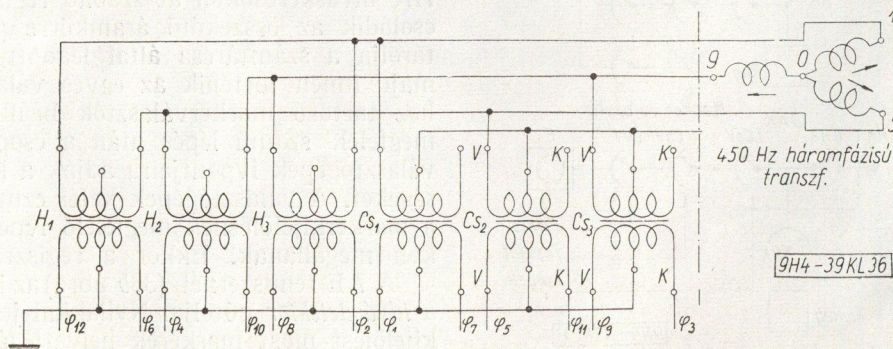 9 0
450 Hz háromfázisú
transzf.
V K V K
H₁ H₂ H₃ Cs₁ Cs₂ Cs₃
9H4-39KL36
V K V K
φ₁₂ φ₆ φ₄ φ₁₀ φ₈ φ₂ φ₁ φ₇ φ₅ φ₁₁ φ₉ φ₃